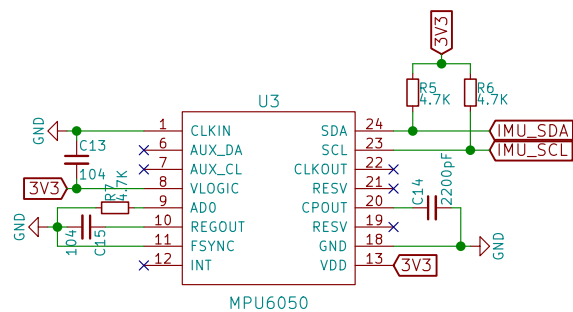 3V3
R5
4.7K
R6
4.7K
U3
GND
1 CLKIN SDA 24 IMU_SDA
C13
6 AUX_DA SCL 23 IMU_SCL
104
7 AUX_CL CLKOUT 22
3V3 8 VLOGIC RESV 21
R7
4.7K
9 AD0 CPOUT 20
C14
2200pF
GND
10 REGOUT RESV 19
104
C15
11 FSYNC GND 18 GND
12 INT VDD 13 3V3
MPU6050